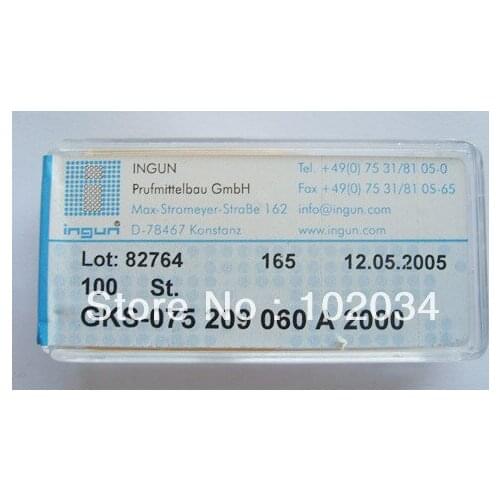 INGUN
Prufmittelbau GmbH
Max-Stromeyer-Straße 162
D-78467 Konstanz
Tel. +49(0) 75 31/81 05-0
Fax +49(0) 75 31/81 05-65
info@ingun.com
www.ingun.com
ingun
Lot: 82764 165 12.05.2005
100 St.
GKS-075 209 060 A 2000
Store No : 102034